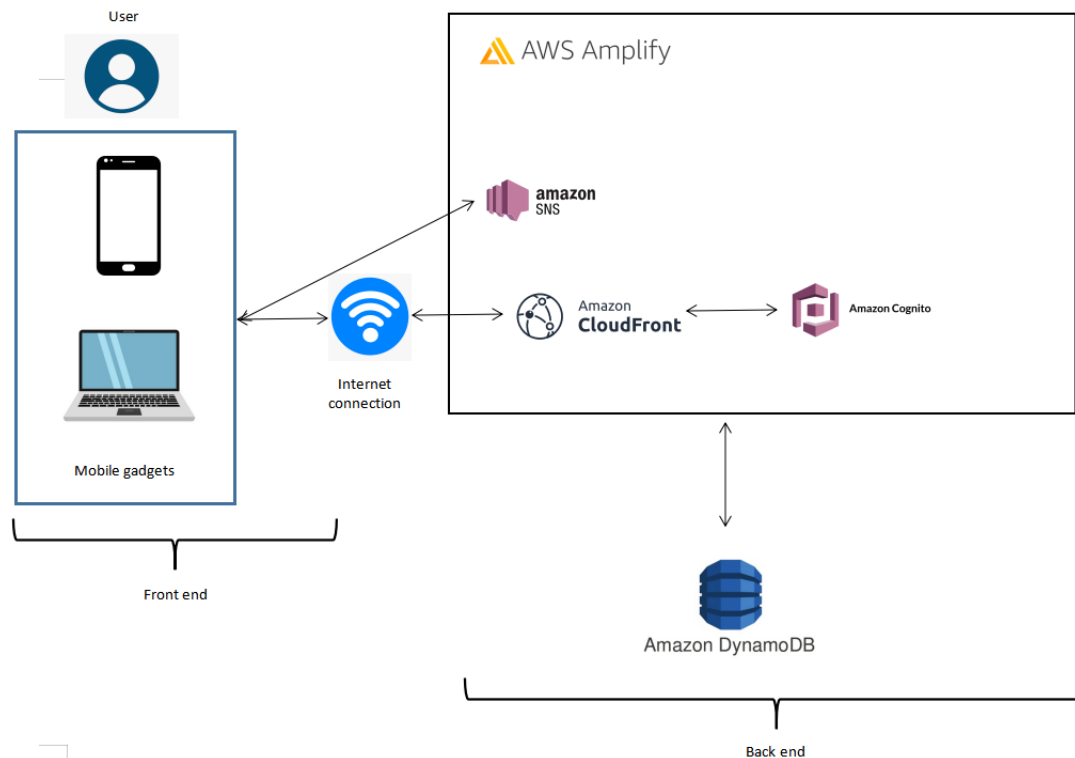 User
AWS Amplify
amazon
SNS
Amazon
CloudFront
Amazon Cognito
Internet
connection
Mobile gadgets
Front end
Amazon DynamoDB
Back end